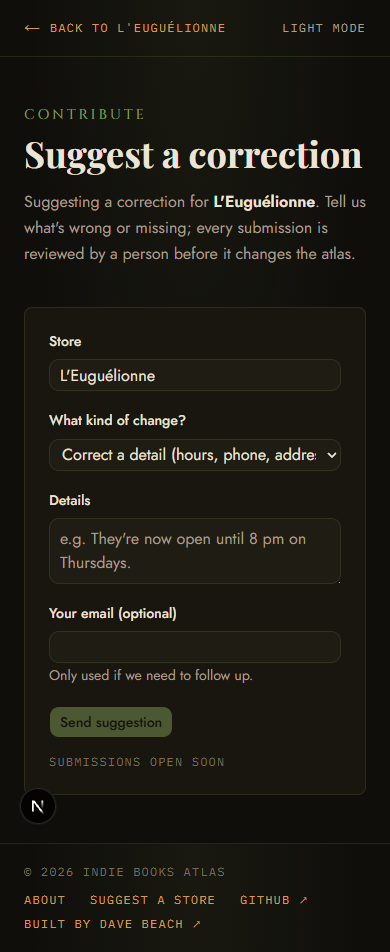 ← BACK TO L'EUGUÉLIONNE
LIGHT MODE
CONTRIBUTE
Suggest a correction
Suggesting a correction for L'Euguélionne. Tell us
what's wrong or missing; every submission is
reviewed by a person before it changes the atlas.
Store
L'Euguélionne
What kind of change?
Correct a detail (hours, phone, addres
Details
e.g. They're now open until 8 pm on
Thursdays.
Your email (optional)
Only used if we need to follow up.
Send suggestion
SUBMISSIONS OPEN SOON
N
© 2026 INDIE BOOKS ATLAS
ABOUT SUGGEST A STORE GITHUB ↗
BUILT BY DAVE BEACH ↗